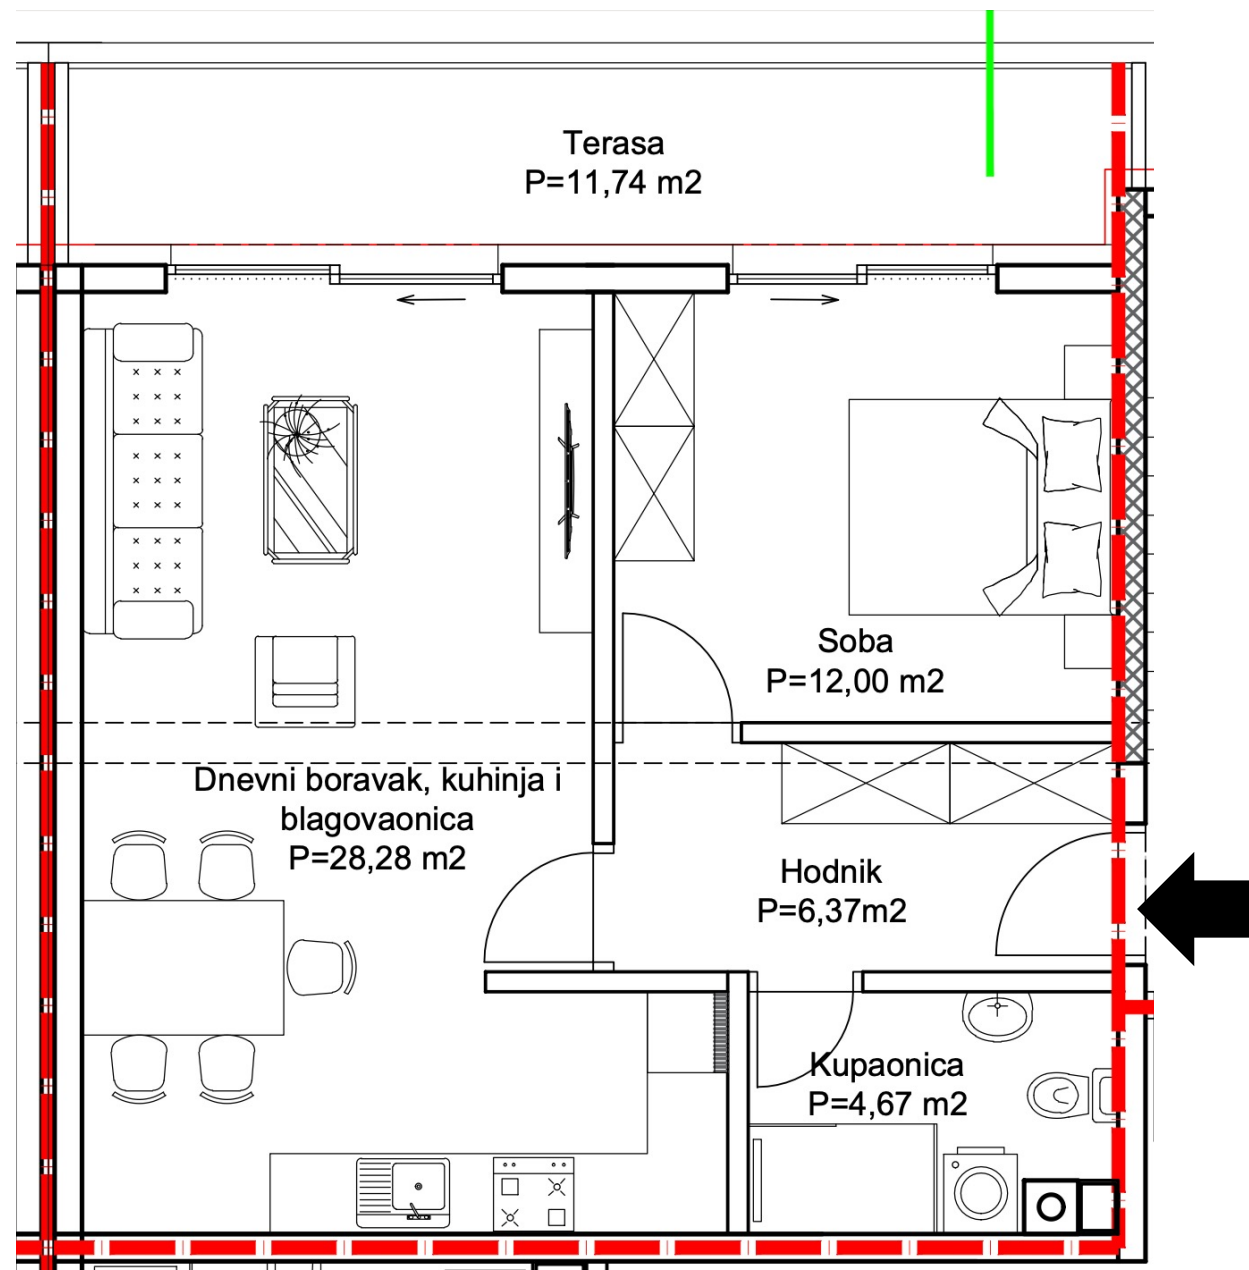 Terasa
P=11,74 m2
Soba
P=12,00 m2
Dnevni boravak, kuhinja i
blagovaonica
P=28,28 m2
Hodnik
P=6,37m2
Kupaonica
P=4,67 m2